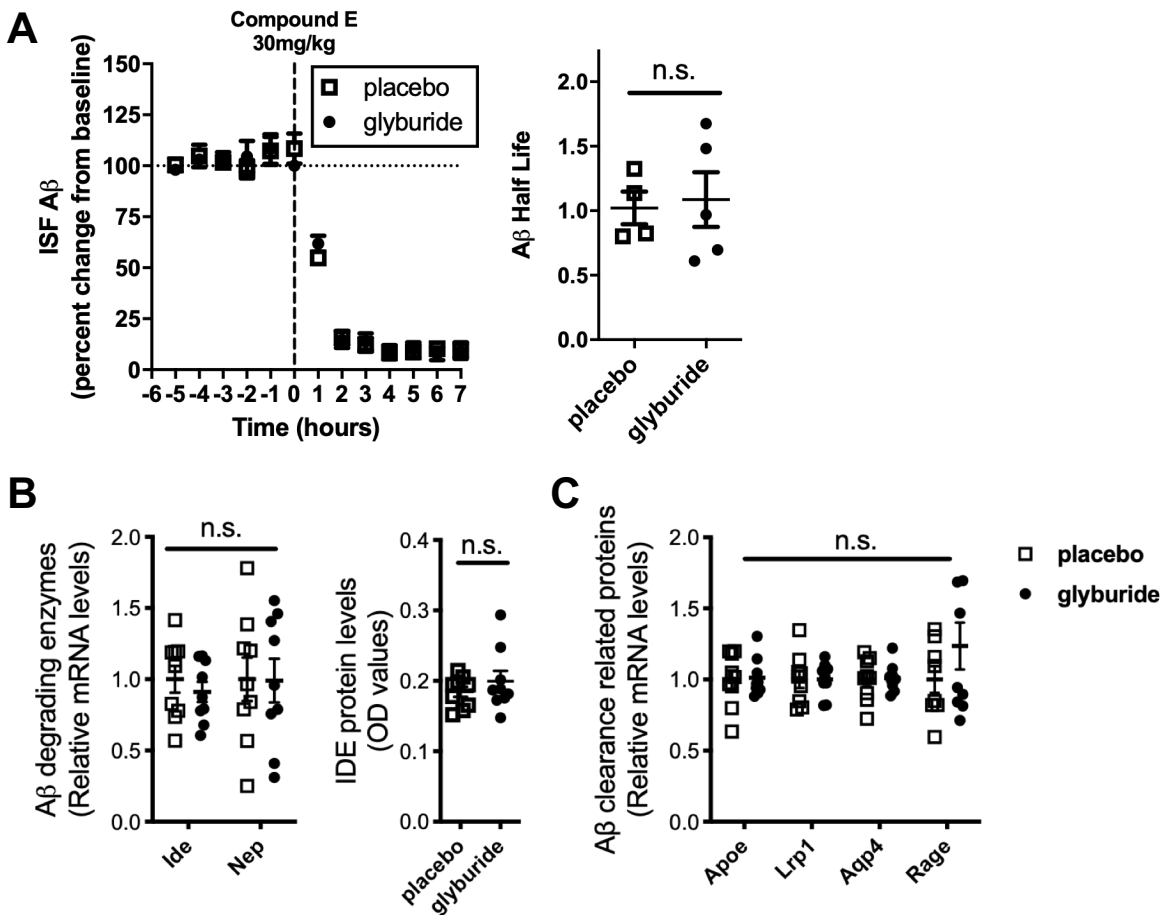 A
Compound E
30mg/kg
ISF Aβ
(percent change from baseline)
150
125
100
75
50
25
0
placebo
glyburide
-6 -5 -4 -3 -2 -1 0 1 2 3 4 5 6 7
Time (hours)
Aβ Half Life
2.0
1.5
1.0
0.5
0.0
n.s.
placebo
glyburide
B
Aβ degrading enzymes
(Relative mRNA levels)
2.0
1.5
1.0
0.5
0.0
n.s.
Ide
Nep
IDE protein levels
(OD values)
0.4
0.3
0.2
0.1
0.0
n.s.
placebo
glyburide
C
Aβ clearance related proteins
(Relative mRNA levels)
2.0
1.5
1.0
0.5
0.0
n.s.
Apoe
Lrp1
Aqp4
Rage
placebo
glyburide